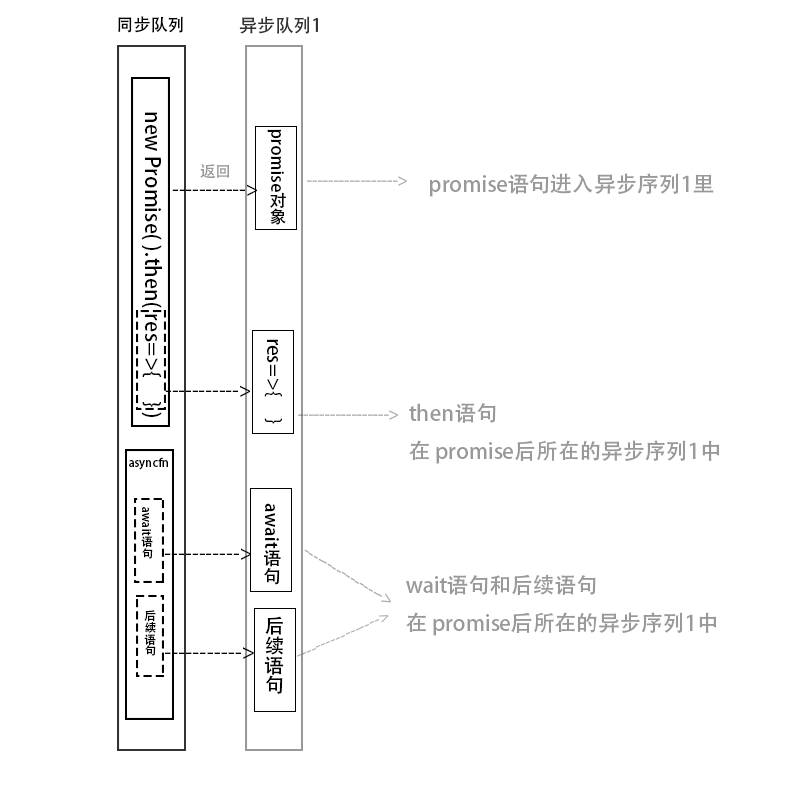 同步队列
异步队列1
new Promise( ).then( res=>{ } )
返回
promise对象
promise语句进入异步序列1里
res=>{ }
then语句
在 promise后所在的异步序列1中
asyncfn
await语句
await语句
后续语句
后续语句
wait语句和后续语句
在 promise后所在的异步序列1中